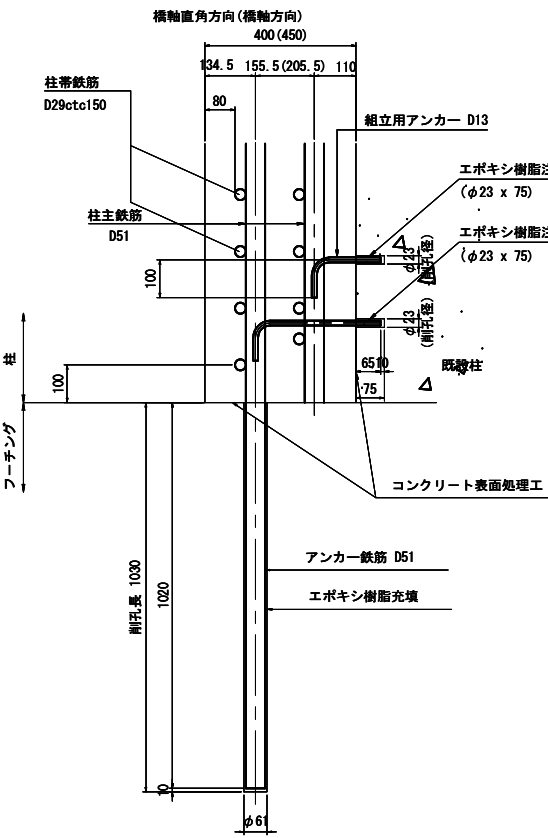 橋軸直角方向(橋軸方向)
400(450)
134.5 155.5(205.5) 110
80
柱帯鉄筋
D29ctc150
組立用アンカー D13
エポキシ樹脂注
(φ23 x 75)
柱主鉄筋
D51
エポキシ樹脂注
(φ23 x 75)
100
φ23
(削孔径)
φ23
(削孔径)
柱
100
65 10
既設柱
75
フーチング
コンクリート表面処理工
削孔長 1030
1020
アンカー鉄筋 D51
エポキシ樹脂充填
10
φ61